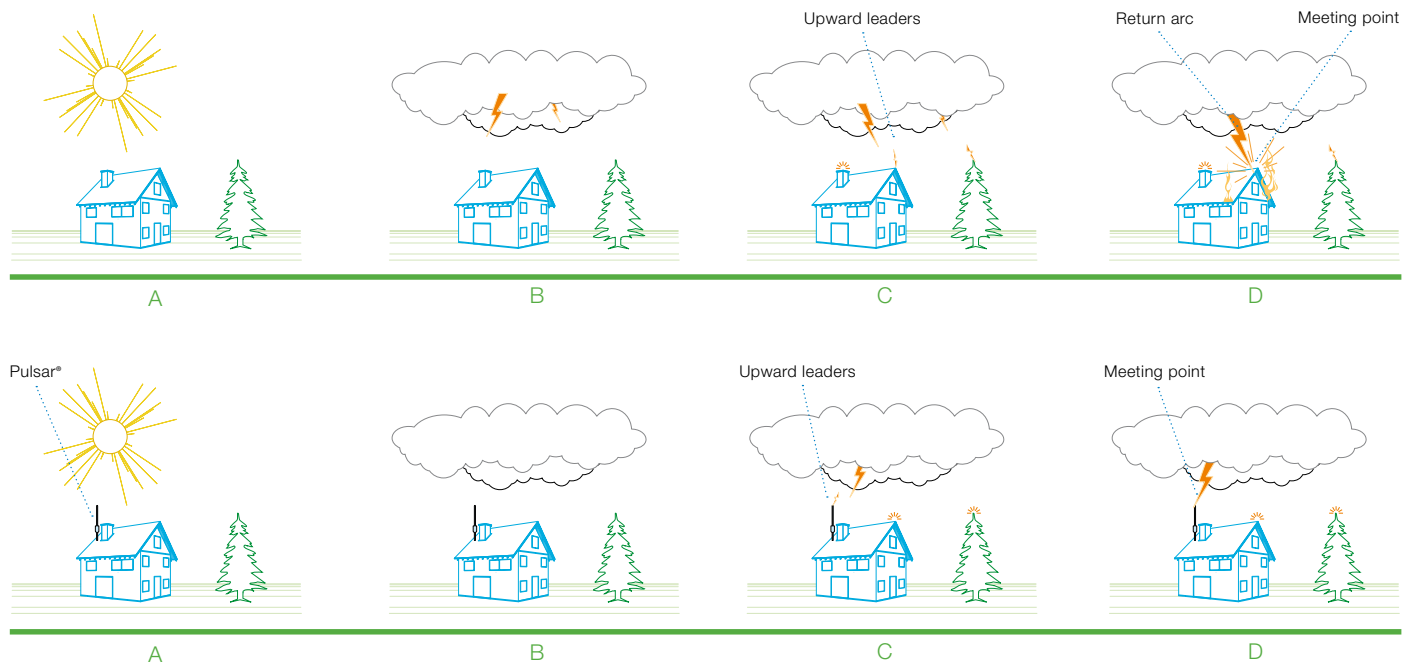 Upward leaders
Return arc
Meeting point
A
B
C
D
Pulsar®
Upward leaders
Meeting point
A
B
C
D